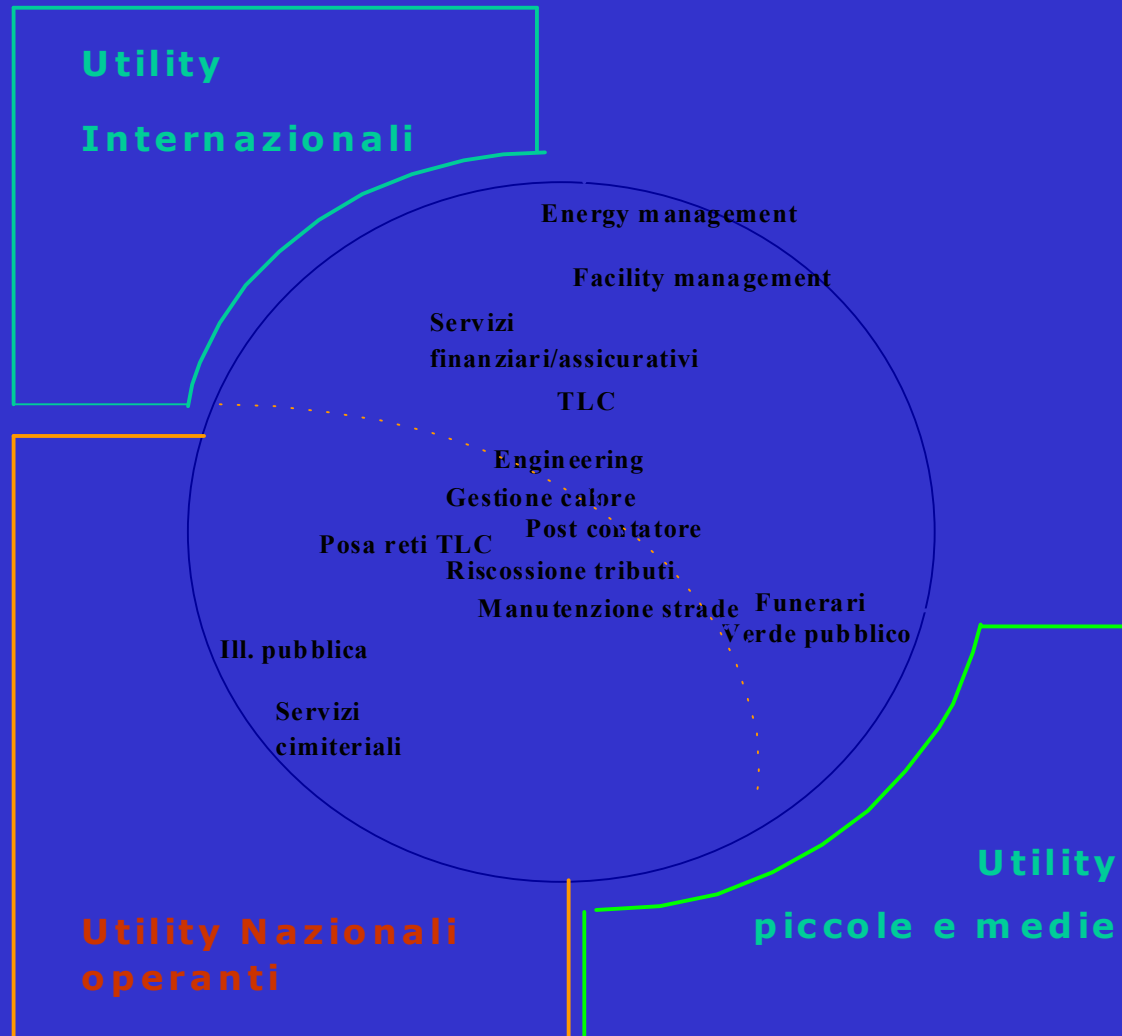 Utility
Internazionali
Energy management
Facility management
Servizi
finanziari/assicurativi
TLC
Engineering
Gestione calore
Post contatore
Posa reti TLC
Riscossione tributi
Manutenzione strade
Funerari
Verde pubblico
Ill. pubblica
Servizi
cimiteriali
Utility
piccole e medie
Utility Nazionali
operanti